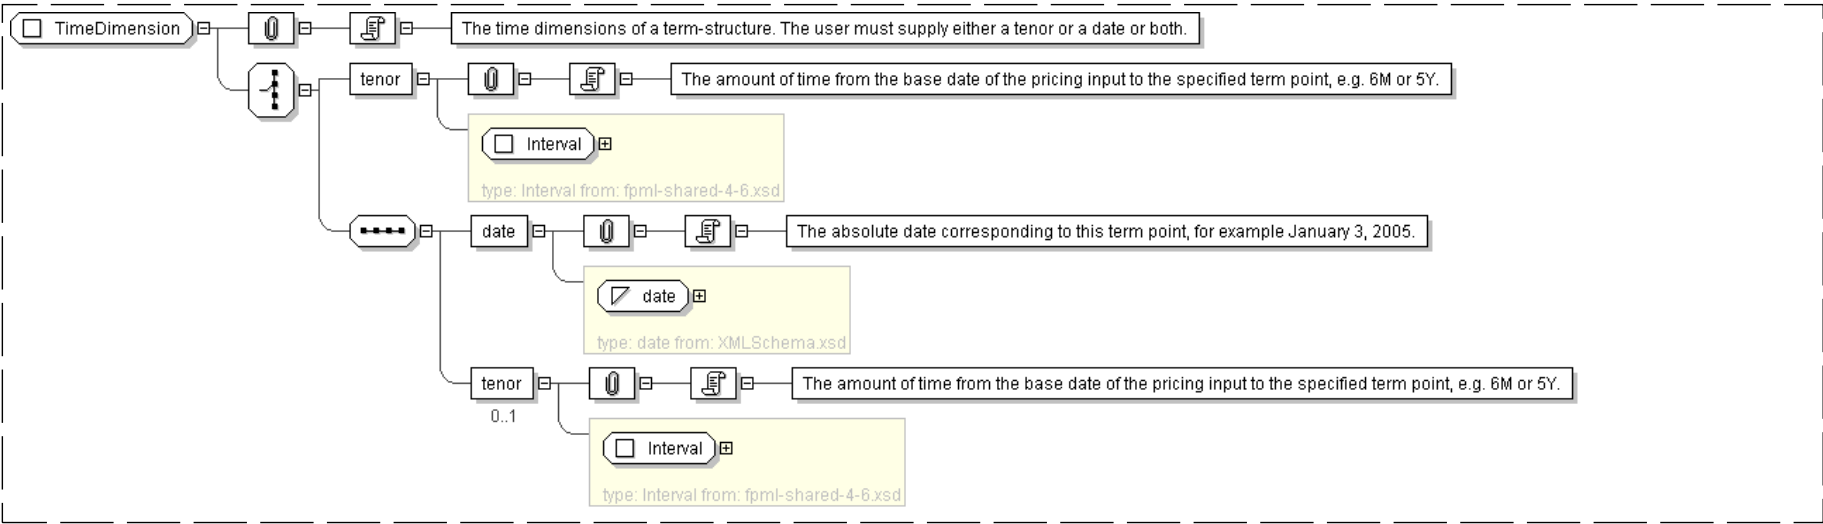 TimeDimension
The time dimensions of a term-structure. The user must supply either a tenor or a date or both.
tenor
The amount of time from the base date of the pricing input to the specified term point, e.g. 6M or 5Y.
Interval
type: Interval from: fpml-shared-4-6.xsd
date
The absolute date corresponding to this term point, for example January 3, 2005.
date
type: date from: XMLSchema.xsd
tenor
The amount of time from the base date of the pricing input to the specified term point, e.g. 6M or 5Y.
0..1
Interval
type: Interval from: fpml-shared-4-6.xsd